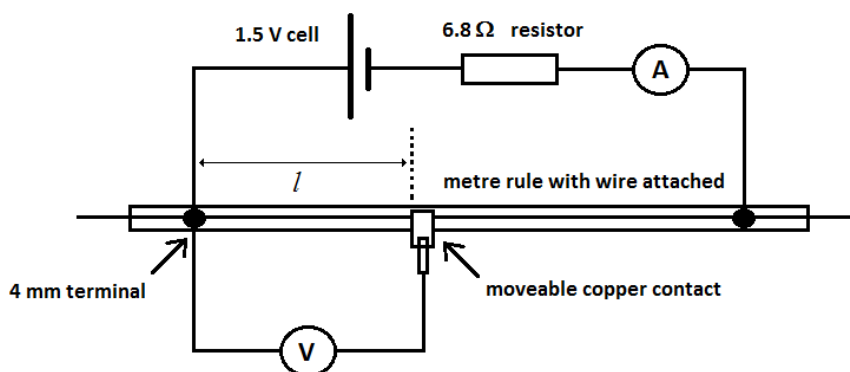 1.5 V cell
6.8 Ω resistor
A
l
metre rule with wire attached
4 mm terminal
moveable copper contact
V